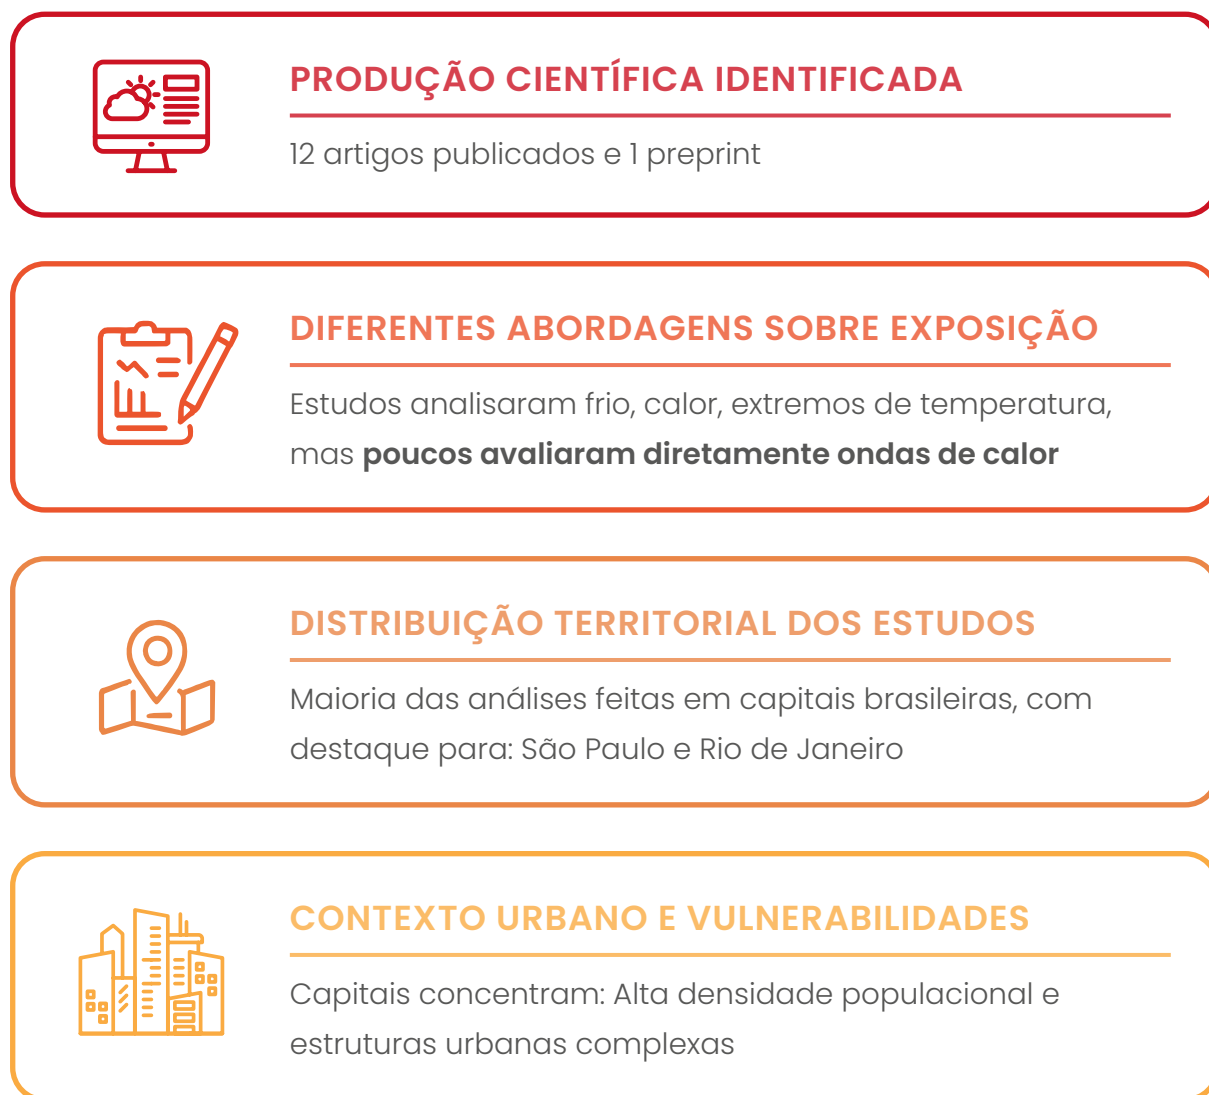 PRODUÇÃO CIENTÍFICA IDENTIFICADA
12 artigos publicados e 1 preprint
DIFERENTES ABORDAGENS SOBRE EXPOSIÇÃO
Estudos analisaram frio, calor, extremos de temperatura,
mas poucos avaliaram diretamente ondas de calor
DISTRIBUIÇÃO TERRITORIAL DOS ESTUDOS
Maioria das análises feitas em capitais brasileiras, com
destaque para: São Paulo e Rio de Janeiro
CONTEXTO URBANO E VULNERABILIDADES
Capitais concentram: Alta densidade populacional e
estruturas urbanas complexas